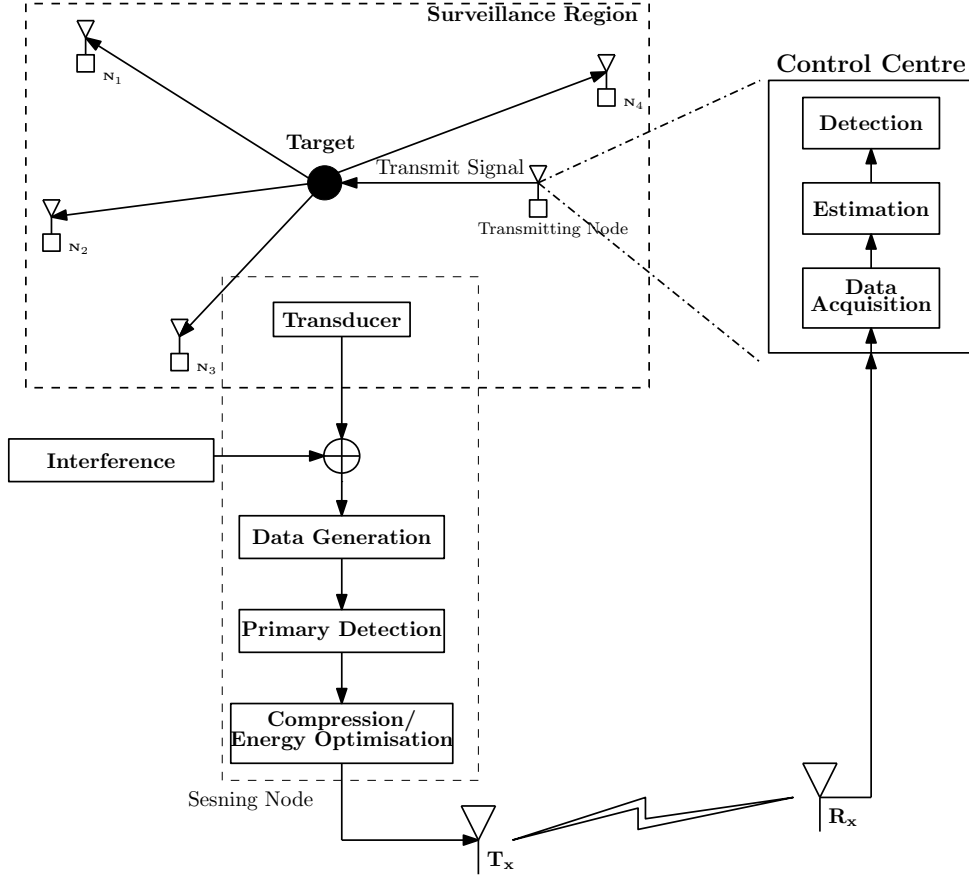 Surveillance Region
N₁
N₄
Control Centre
Detection
Target
Transmit Signal
Estimation
N₂
Transmitting Node
Data
Acquisition
Transducer
N₃
Interference
Data Generation
Primary Detection
Compression/
Energy Optimisation
Sesning Node
Tₓ
Rₓ